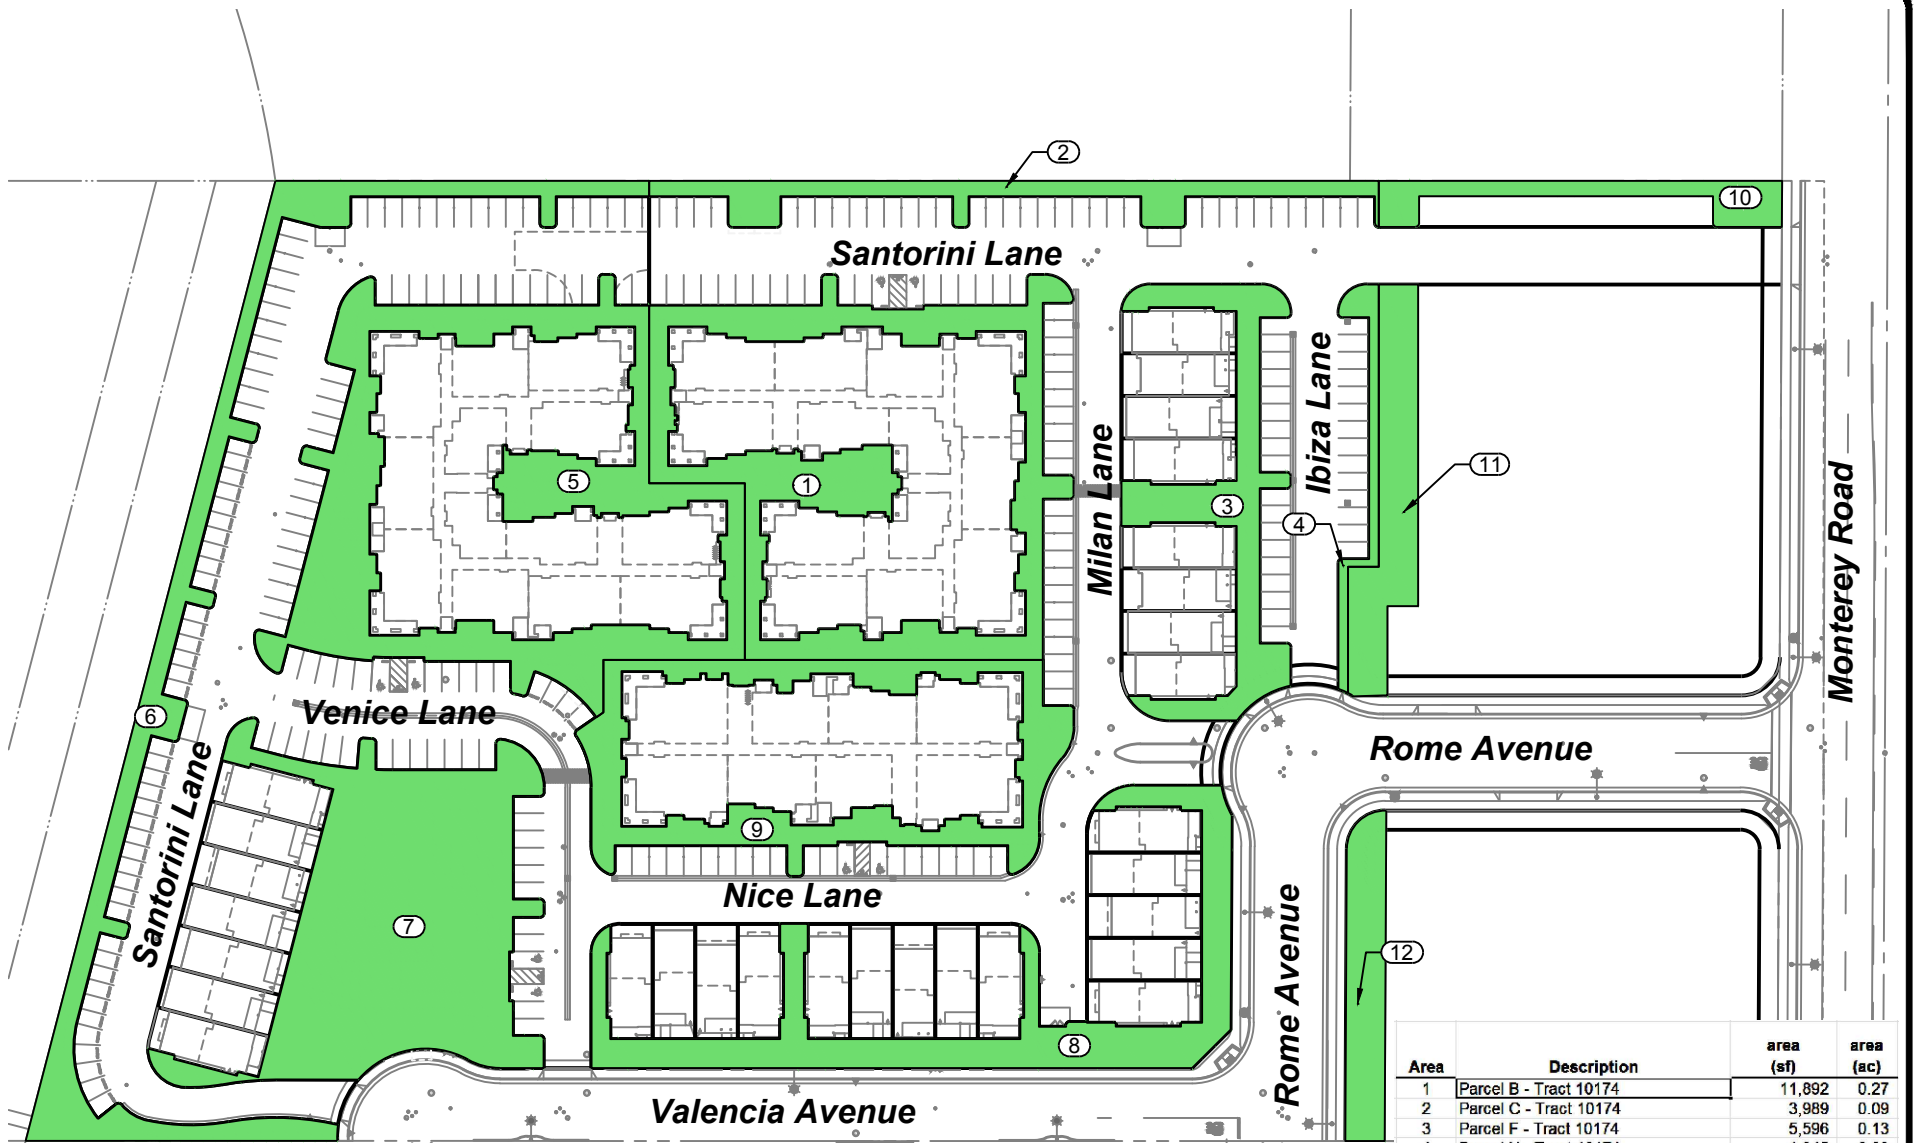 2
10
Santorini Lane
Ibiza Lane
Milan Lane
11
5
1
3
4
Monterey Road
6
Venice Lane
Rome Avenue
Santorini Lane
9
7
Nice Lane
Rome Avenue
12
8
Valencia Avenue
area area
Area Description (sf) (ac)
1 Parcel B - Tract 10174 11,892 0.27
2 Parcel C - Tract 10174 3,989 0.09
3 Parcel F - Tract 10174 5,596 0.13